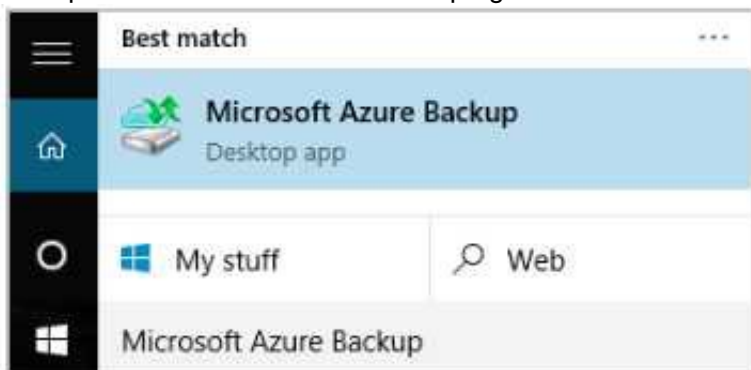 Best match
Microsoft Azure Backup
Desktop app
My stuff
Web
Microsoft Azure Backup